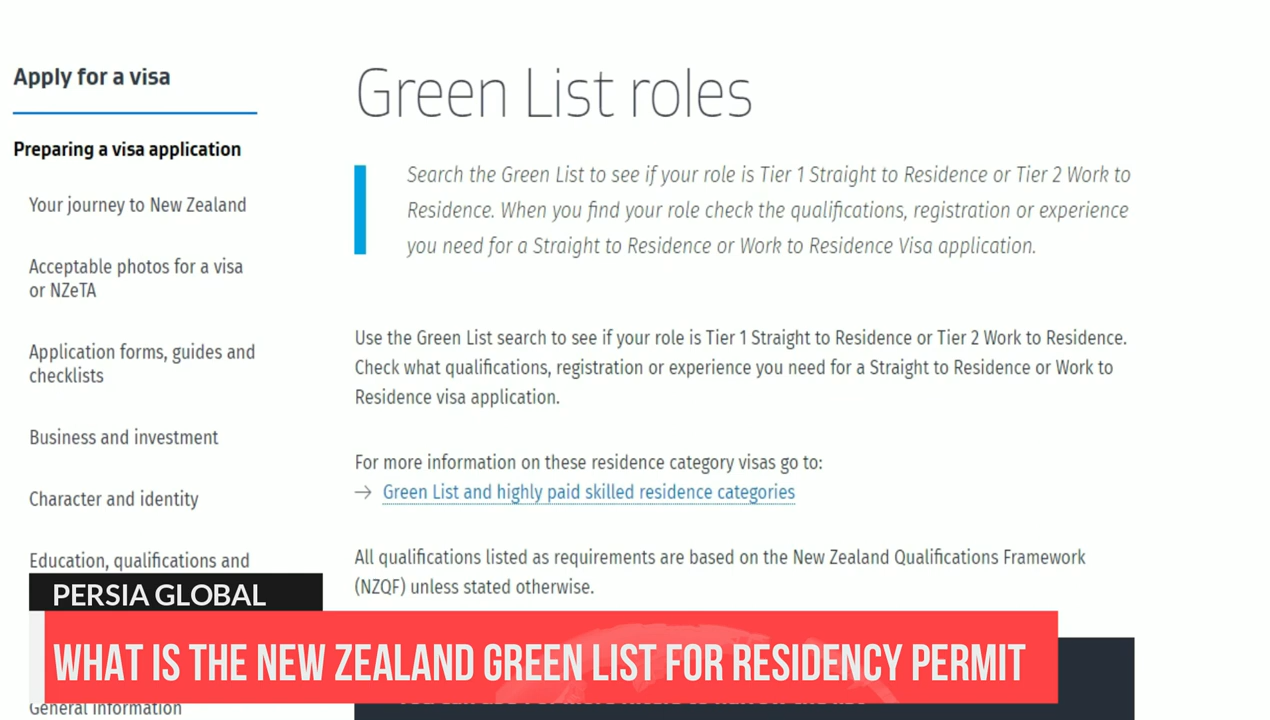 Apply for a visa
Preparing a visa application
Your journey to New Zealand
Acceptable photos for a visa
or NZeTA
Application forms, guides and
checklists
Business and investment
Character and identity
Education, qualifications and
General information
Green List roles
Search the Green List to see if your role is Tier 1 Straight to Residence or Tier 2 Work to
Residence. When you find your role check the qualifications, registration or experience
you need for a Straight to Residence or Work to Residence Visa application.
Use the Green List search to see if your role is Tier 1 Straight to Residence or Tier 2 Work to Residence.
Check what qualifications, registration or experience you need for a Straight to Residence or Work to
Residence visa application.
For more information on these residence category visas go to:
→ Green List and highly paid skilled residence categories
All qualifications listed as requirements are based on the New Zealand Qualifications Framework
(NZQF) unless stated otherwise.
PERSIA GLOBAL
WHAT IS THE NEW ZEALAND GREEN LIST FOR RESIDENCY PERMIT